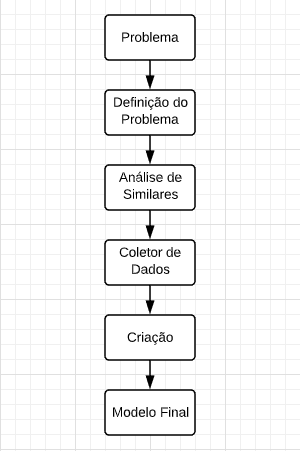 Problema
Definição do
Problema
Análise de
Similares
Coletor de
Dados
Criação
Modelo Final